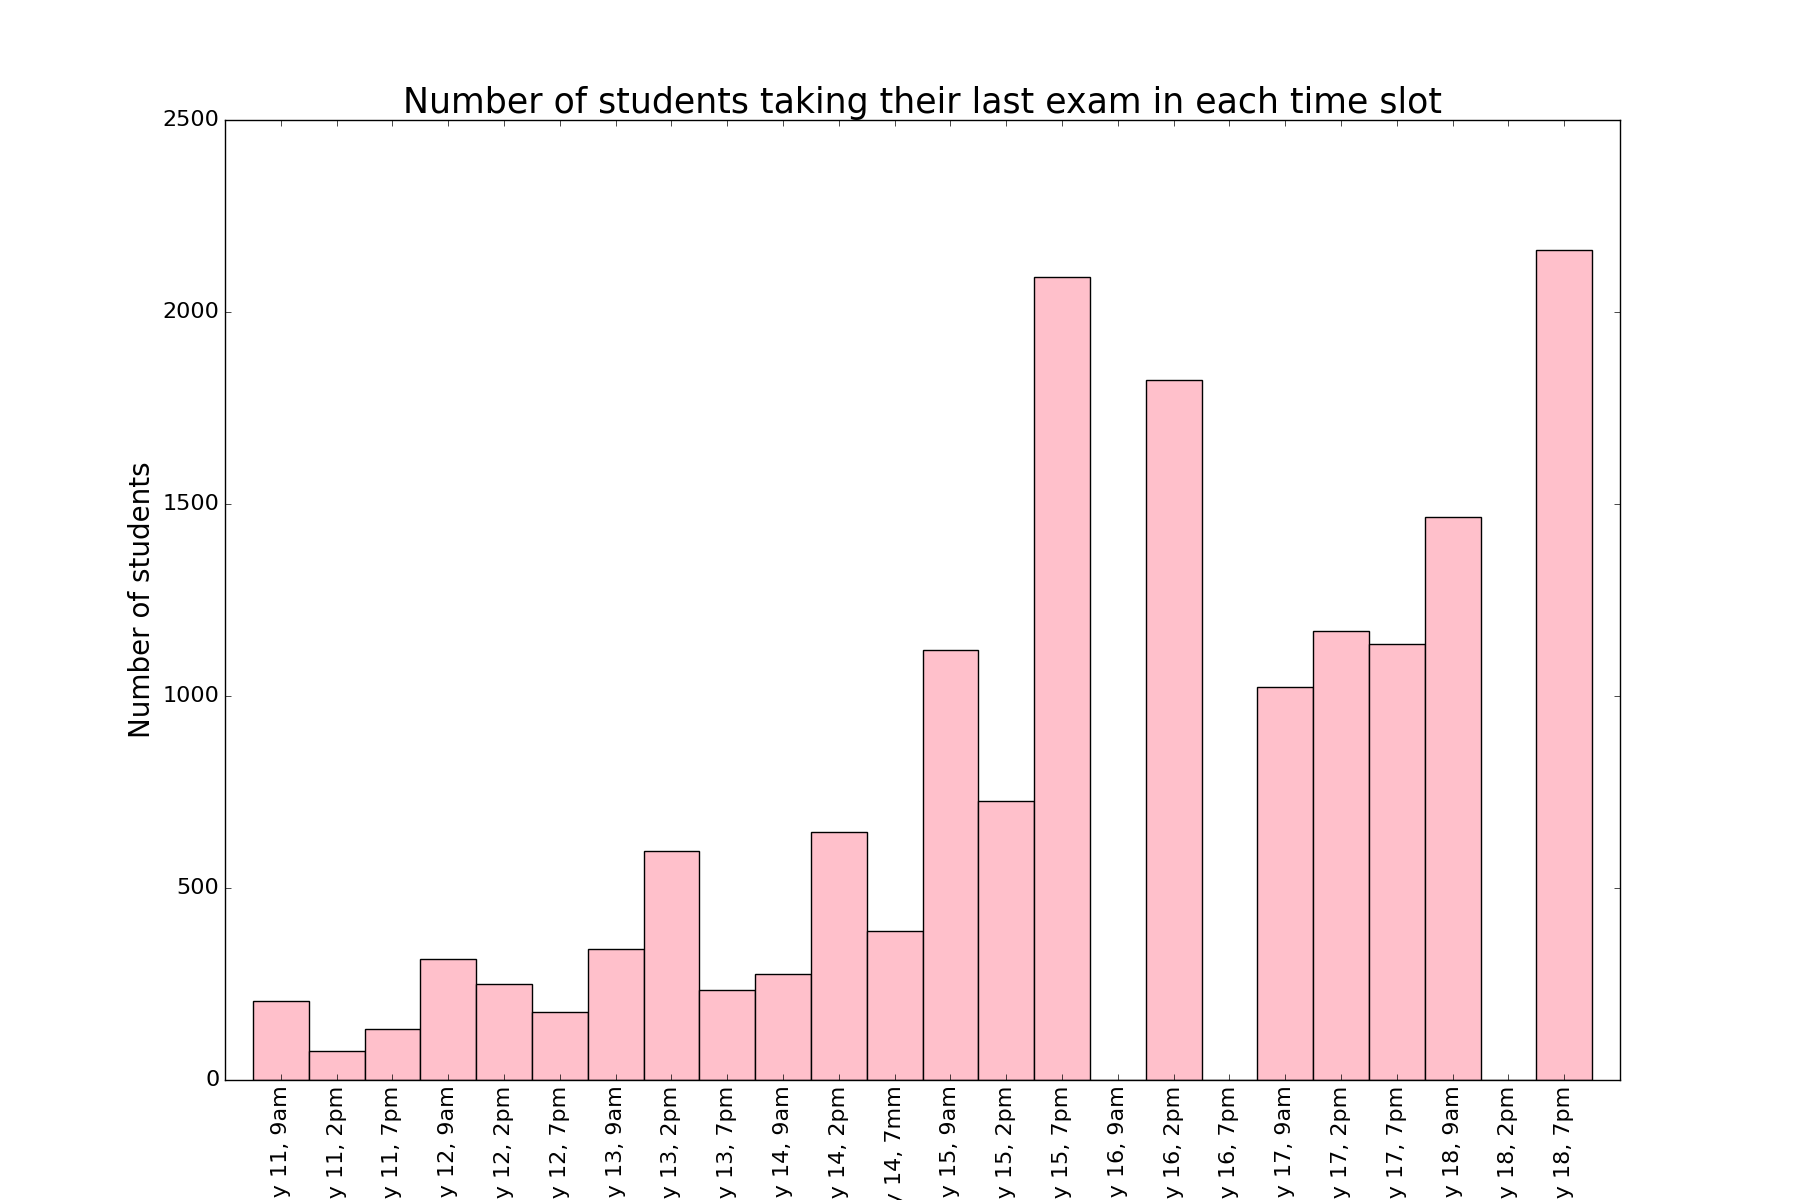 Number of students taking their last exam in each time slot
Number of students
2500
2000
1500
1000
500
0
y 11, 9am
y 11, 2pm
y 11, 7pm
y 12, 9am
y 12, 2pm
y 12, 7pm
y 13, 9am
y 13, 2pm
y 13, 7pm
y 14, 9am
y 14, 2pm
y 14, 7mm
y 15, 9am
y 15, 2pm
y 15, 7pm
y 16, 9am
y 16, 2pm
y 16, 7pm
y 17, 9am
y 17, 2pm
y 17, 7pm
y 18, 9am
y 18, 2pm
y 18, 7pm